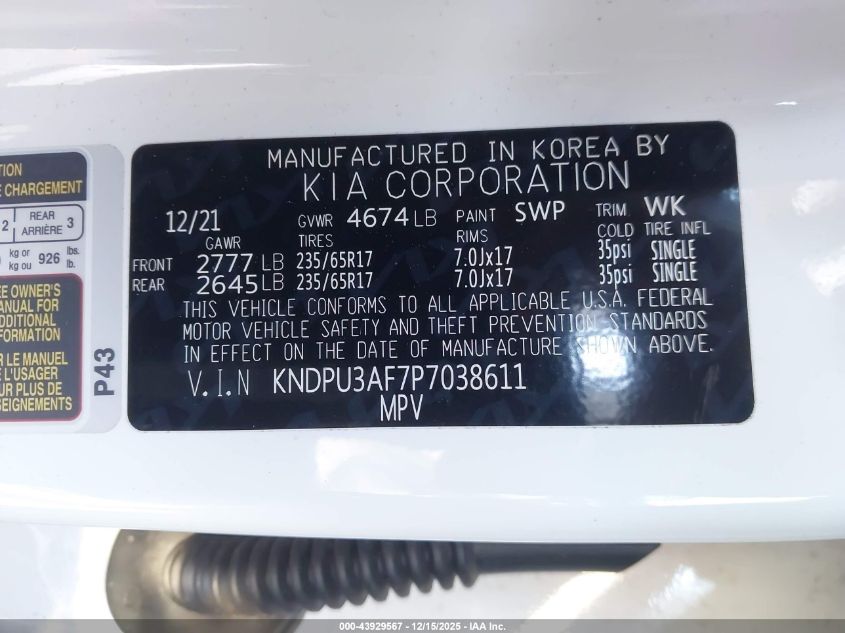 TION
E CHARGEMENT
2 REAR ARRIÈRE 3
kg or kg ou 926 lbs. lb.
EE OWNER'S
ANUAL FOR
DDITIONAL
FORMATION
R LE MANUEL
L'USAGER
UR PLUS DE
SEIGNEMENTS
P43
MANUFACTURED IN KOREA BY
KIA CORPORATION
12/21 GVWR 4674 LB PAINT SWP TRIM WK
GAWR TIRES RIMS COLD TIRE INFL
FRONT 2777 LB 235/65R17 7.0Jx17 35psi SINGLE
REAR 2645 LB 235/65R17 7.0Jx17 35psi SINGLE
THIS VEHICLE CONFORMS TO ALL APPLICABLE U.S.A. FEDERAL
MOTOR VEHICLE SAFETY AND THEFT PREVENTION STANDARDS
IN EFFECT ON THE DATE OF MANUFACTURE SHOWN ABOVE.
V.I.N KNDPU3AF7P7038611
MPV
000-43929567 - 12/15/2025 - IAA Inc.